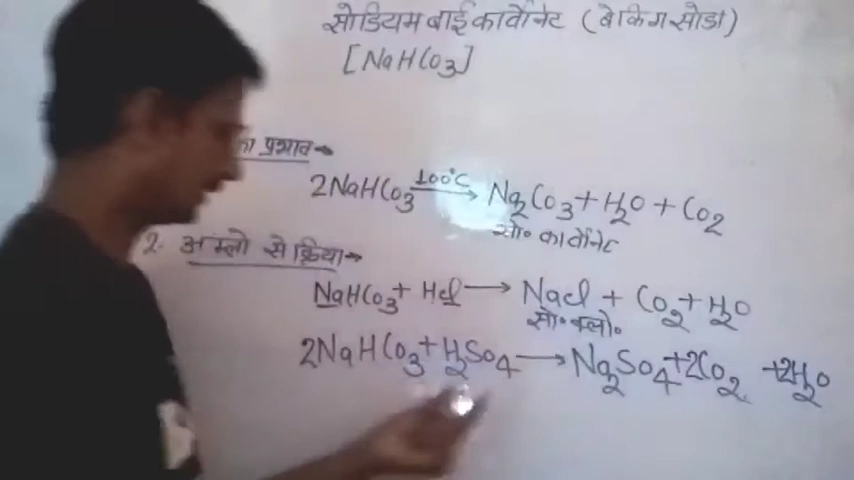 सोडियम बाई कार्बोनेट (बेकिंग सोडा)
[NaHCO3]
का प्रभाव→
2NaHCO3 100°C→ Na2CO3 + H2O + CO2
सो० कार्बोनेट
2. अम्लो से क्रिया→
NaHCO3 + HCl → NaCl + CO2 + H2O
सो० क्लो०
2NaHCO3 + H2SO4 → Na2SO4 + 2CO2 + 2H2O